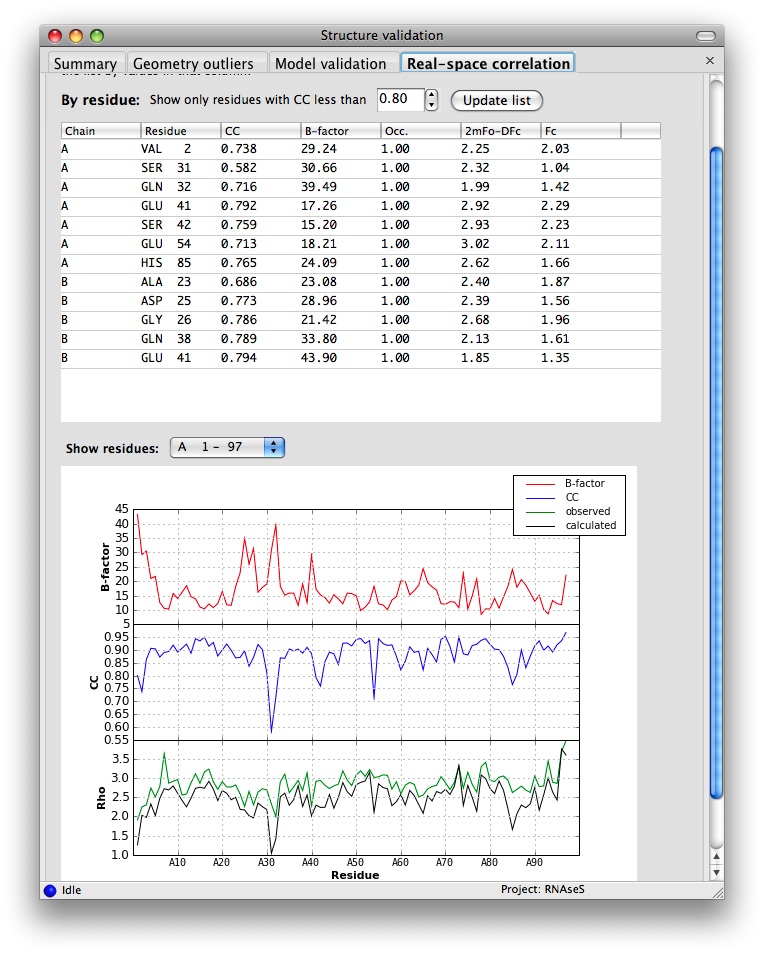 Structure validation
Summary Geometry outliers Model validation Real-space correlation
the list by values in that column.
By residue: Show only residues with CC less than 0.80 Update list
Chain Residue CC B-factor Occ. 2mFo-DFc Fc
A VAL 2 0.738 29.24 1.00 2.25 2.03
A SER 31 0.582 30.66 1.00 2.32 1.04
A GLN 32 0.716 39.49 1.00 1.99 1.42
A GLU 41 0.792 17.26 1.00 2.92 2.29
A SER 42 0.759 15.20 1.00 2.93 2.23
A GLU 54 0.713 18.21 1.00 3.02 2.11
A HIS 85 0.765 24.09 1.00 2.62 1.66
B ALA 23 0.686 23.08 1.00 2.40 1.87
B ASP 25 0.773 28.96 1.00 2.39 1.56
B GLY 26 0.786 21.42 1.00 2.68 1.96
B GLN 38 0.789 33.80 1.00 2.13 1.61
B GLU 41 0.794 43.90 1.00 1.85 1.35
Show residues: A 1 - 97
B-factor
CC
observed
calculated
45
40
35
30
25
20
15
10
5
B-factor
0.95
0.90
0.85
0.80
0.75
0.70
0.65
0.60
0.55
CC
3.5
3.0
2.5
2.0
1.5
1.0
Rho
A10 A20 A30 A40 A50 A60 A70 A80 A90
Residue
Idle Project: RNAseS